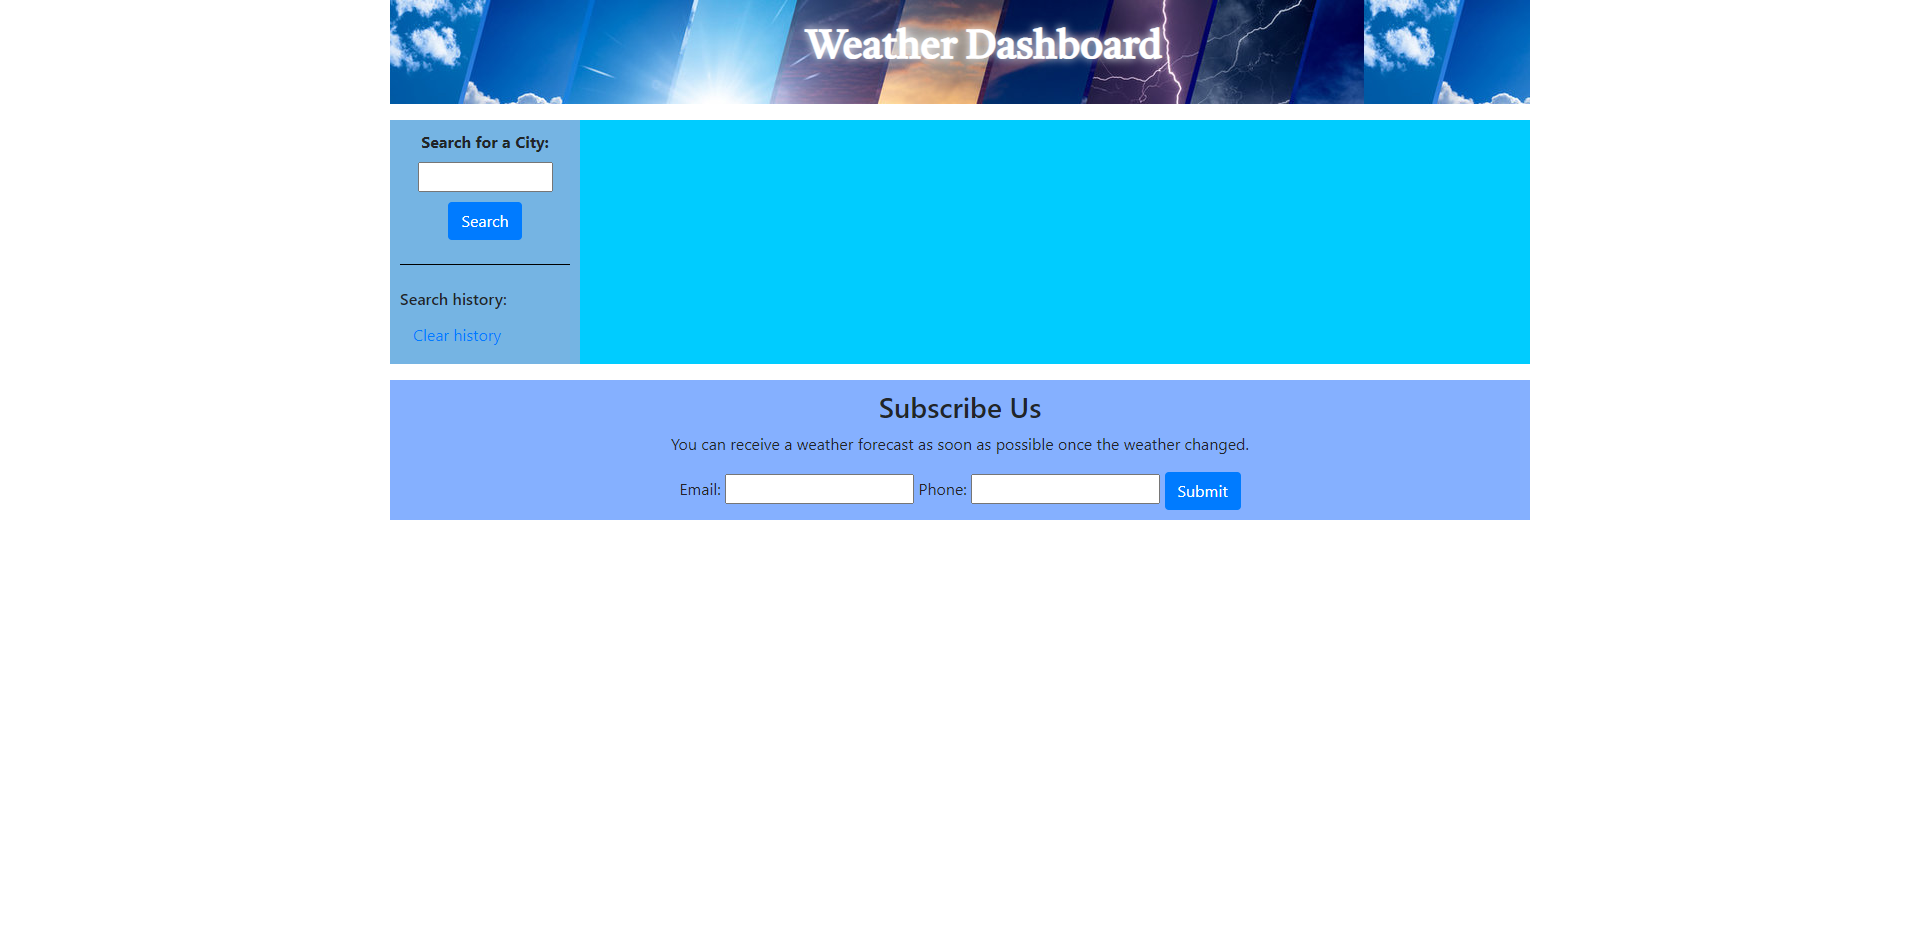 Weather Dashboard
Search for a City:
Search
Search history:
Clear history
Subscribe Us
You can receive a weather forecast as soon as possible once the weather changed.
Email: Phone: Submit